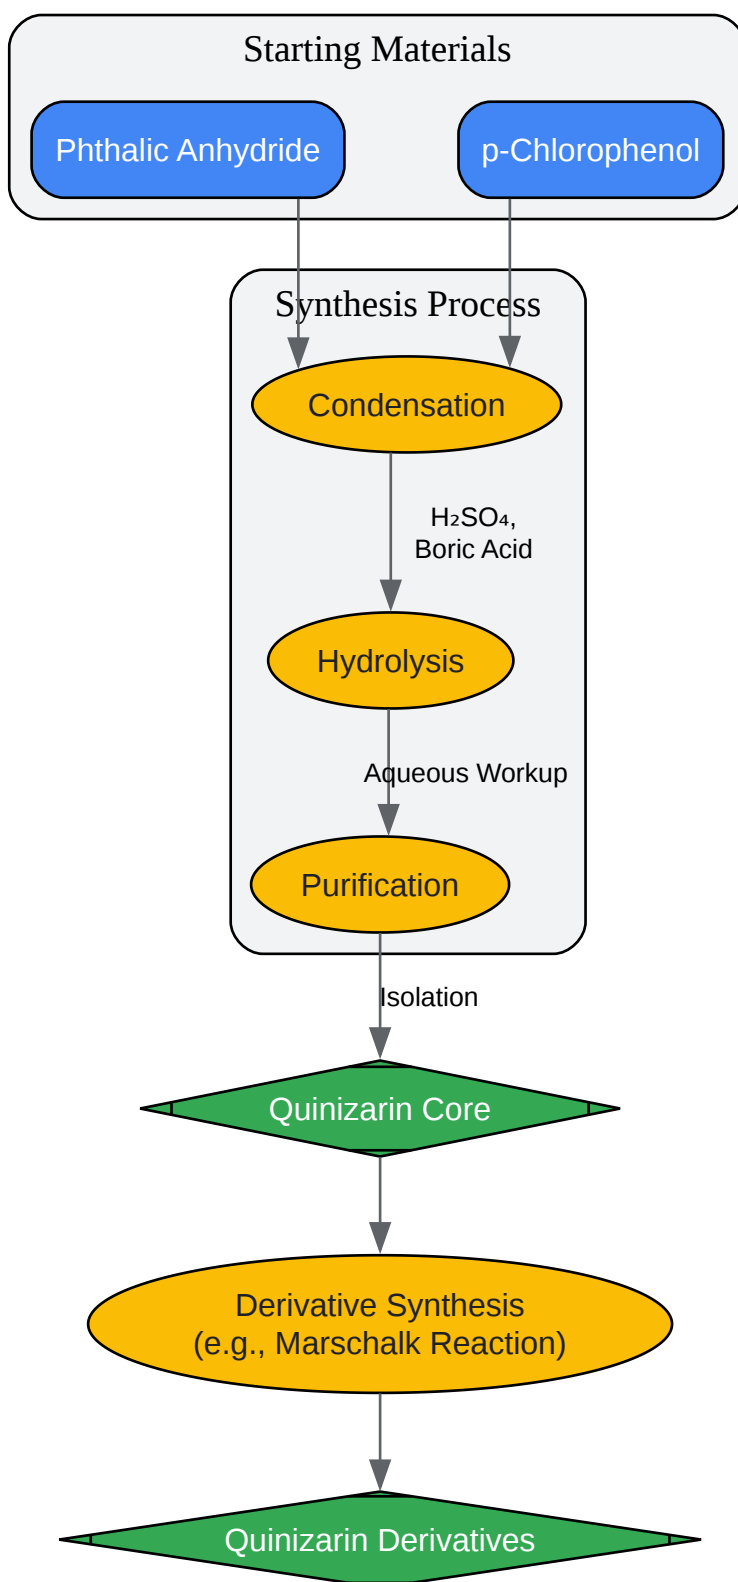 Starting Materials
Phthalic Anhydride
p-Chlorophenol
Synthesis Process
Condensation
H₂SO₄,
Boric Acid
Hydrolysis
Aqueous Workup
Purification
Isolation
Quinizarin Core
Derivative Synthesis
(e.g., Marschalk Reaction)
Quinizarin Derivatives